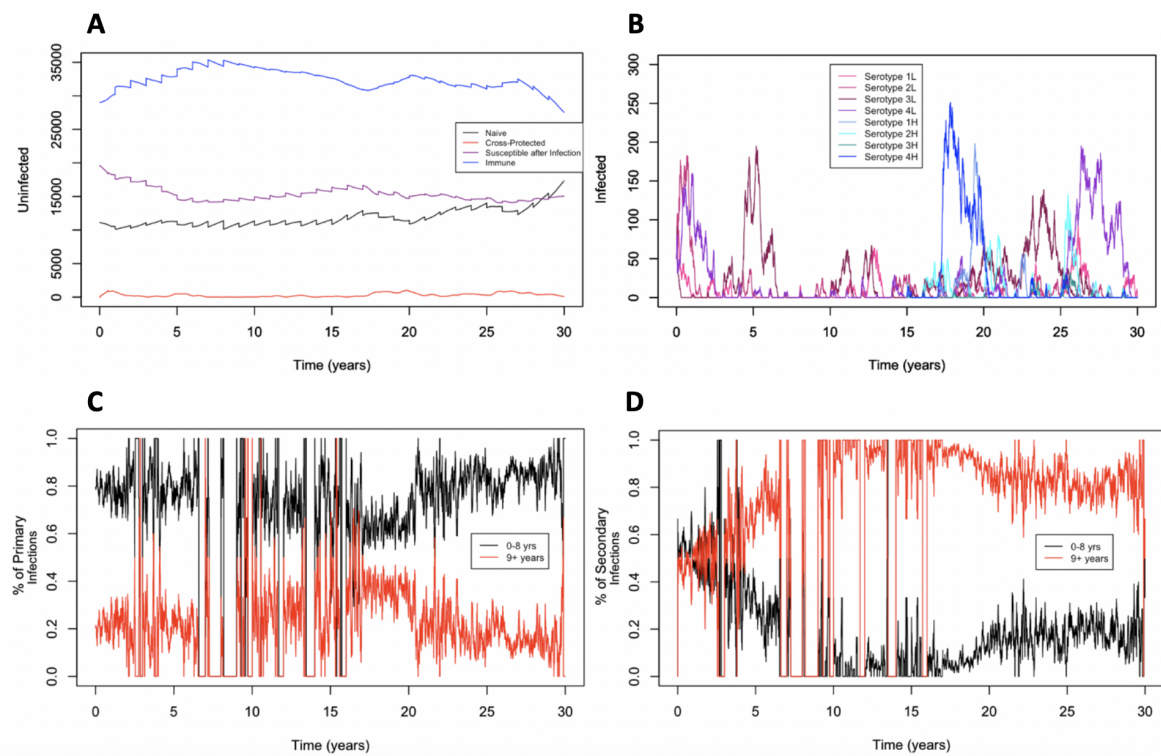 A
Uninfected
35000
25000
15000
5000
0
Naive
Cross-Protected
Susceptible after Infection
Immune
0 5 10 15 20 25 30
Time (years)
B
Infected
300
250
200
150
100
50
0
Serotype 1L
Serotype 2L
Serotype 3L
Serotype 4L
Serotype 1H
Serotype 2H
Serotype 3H
Serotype 4H
0 5 10 15 20 25 30
Time (years)
C
% of Primary
Infections
1.0
0.8
0.6
0.4
0.2
0.0
0-8 yrs
9+ years
0 5 10 15 20 25 30
Time (years)
D
% of Secondary
Infections
1.0
0.8
0.6
0.4
0.2
0.0
0-8 yrs
9+ years
0 5 10 15 20 25 30
Time (years)